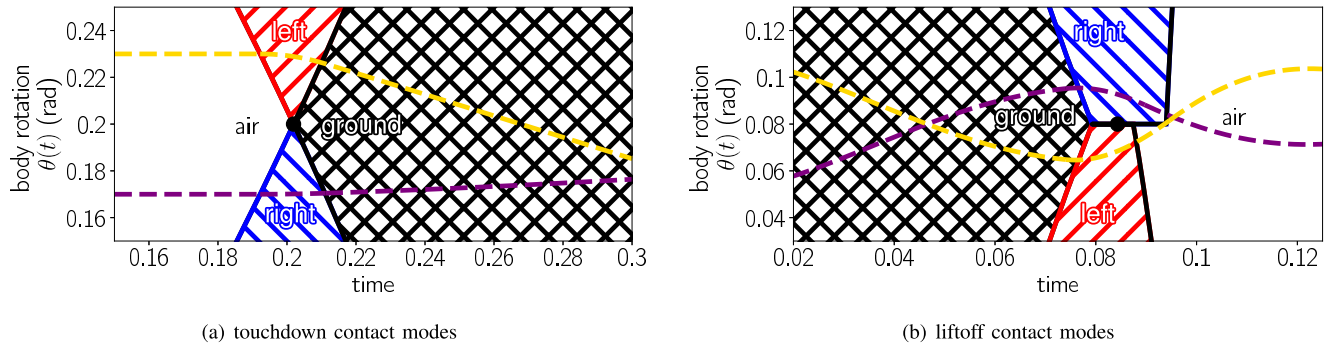 0.24
0.22
0.2
0.18
0.16
body rotation
θ(t) (rad)
left
air
ground
right
0.16 0.18 0.2 0.22 0.24 0.26 0.28 0.3
time
(a) touchdown contact modes
0.12
0.1
0.08
0.06
0.04
body rotation
θ(t) (rad)
right
ground
air
left
0.02 0.04 0.06 0.08 0.1 0.12
time
(b) liftoff contact modes